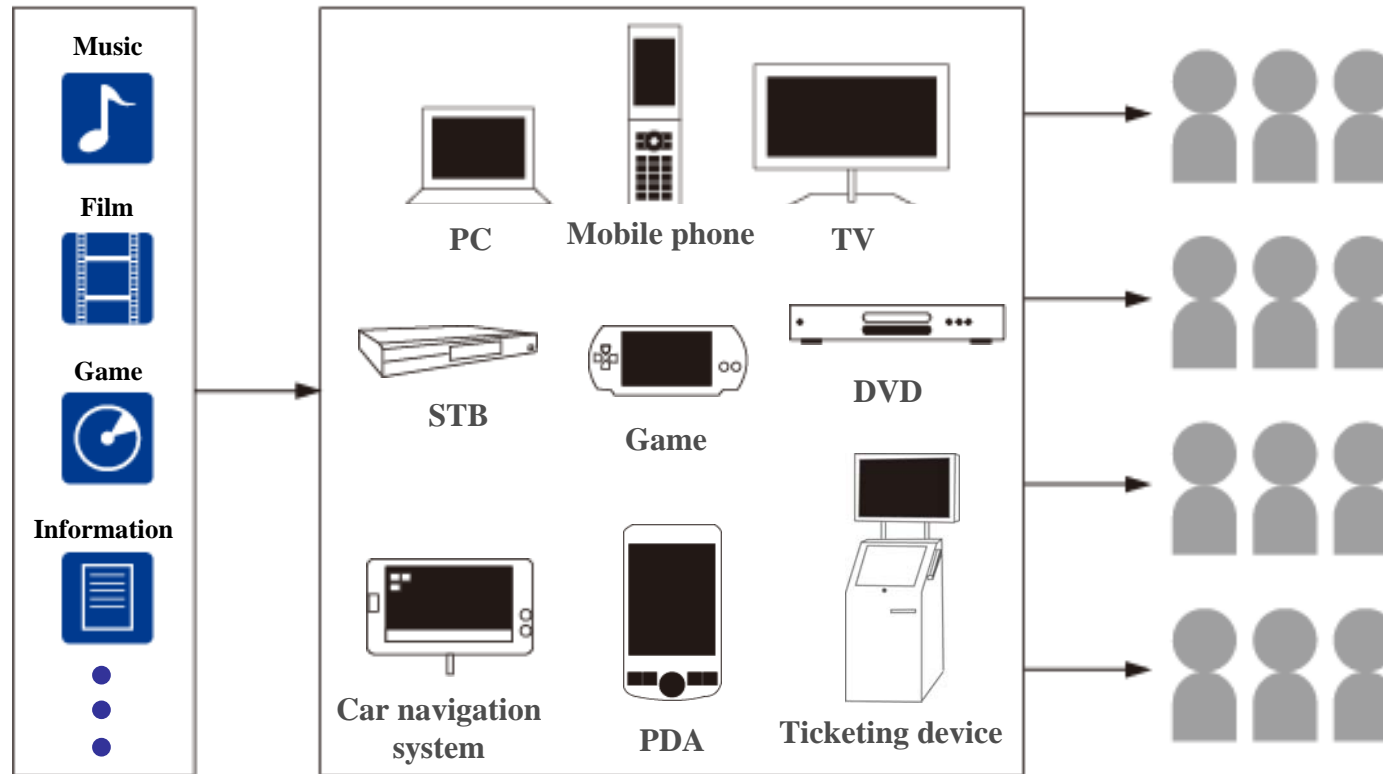 Music
Film
Game
Information
PC
Mobile phone
TV
STB
Game
DVD
Car navigation
system
PDA
Ticketing device